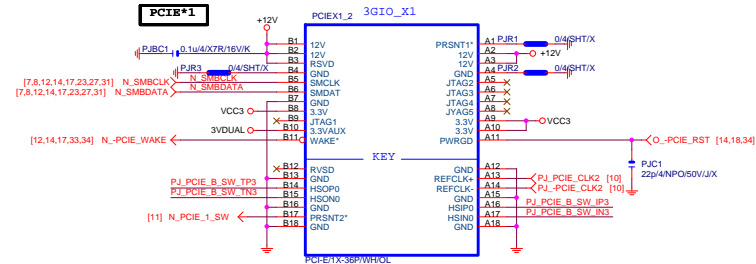 PCIE*1
PCIEX1_2 3GIO_X1
+12V
PJBC1 0.1u/4/X7R/16V/K
PJR3 0/4/SHT/X
[7,8,12,14,17,23,27,31] N_SMBCLK N_SMBCLK
[7,8,12,14,17,23,27,31] N_SMBDATA N_SMBDATA
VCC3
3VDUAL
[12,14,17,33,34] N_-PCIE_WAKE
PJ_PCIE_B_SW_TP3
PJ_PCIE_B_SW_TN3
[11] N_PCIE_1_SW
B1 12V PRSNT1* A1 PJR1 0/4/SHT/X
B2 12V 12V A2 +12V
B3 RSVD 12V A3
B4 GND GND A4 PJR2 0/4/SHT/X
B5 SMCLK JTAG2 A5
B6 SMDAT JTAG3 A6
B7 GND JTAG4 A7
B8 3.3V JYAG5 A8
B9 JTAG1 3.3V A9 VCC3
B10 3.3VAUX 3.3V A10
B11 WAKE* PWRGD A11 O_-PCIE_RST [14,18,34]
KEY
PJC1
22p/4/NPO/50V/J/X
B12 RVSD GND A12
B13 GND REFCLK+ A13 PJ_PCIE_CLK2 [10]
B14 HSOP0 REFCLK- A14 PJ_-PCIE_CLK2 [10]
B15 HSON0 GND A15
B16 GND HSIP0 A16 PJ_PCIE_B_SW_IP3
B17 PRSNT2* HSIN0 A17 PJ_PCIE_B_SW_IN3
B18 GND GND A18
PCI-E/1X-36P/WH/OL